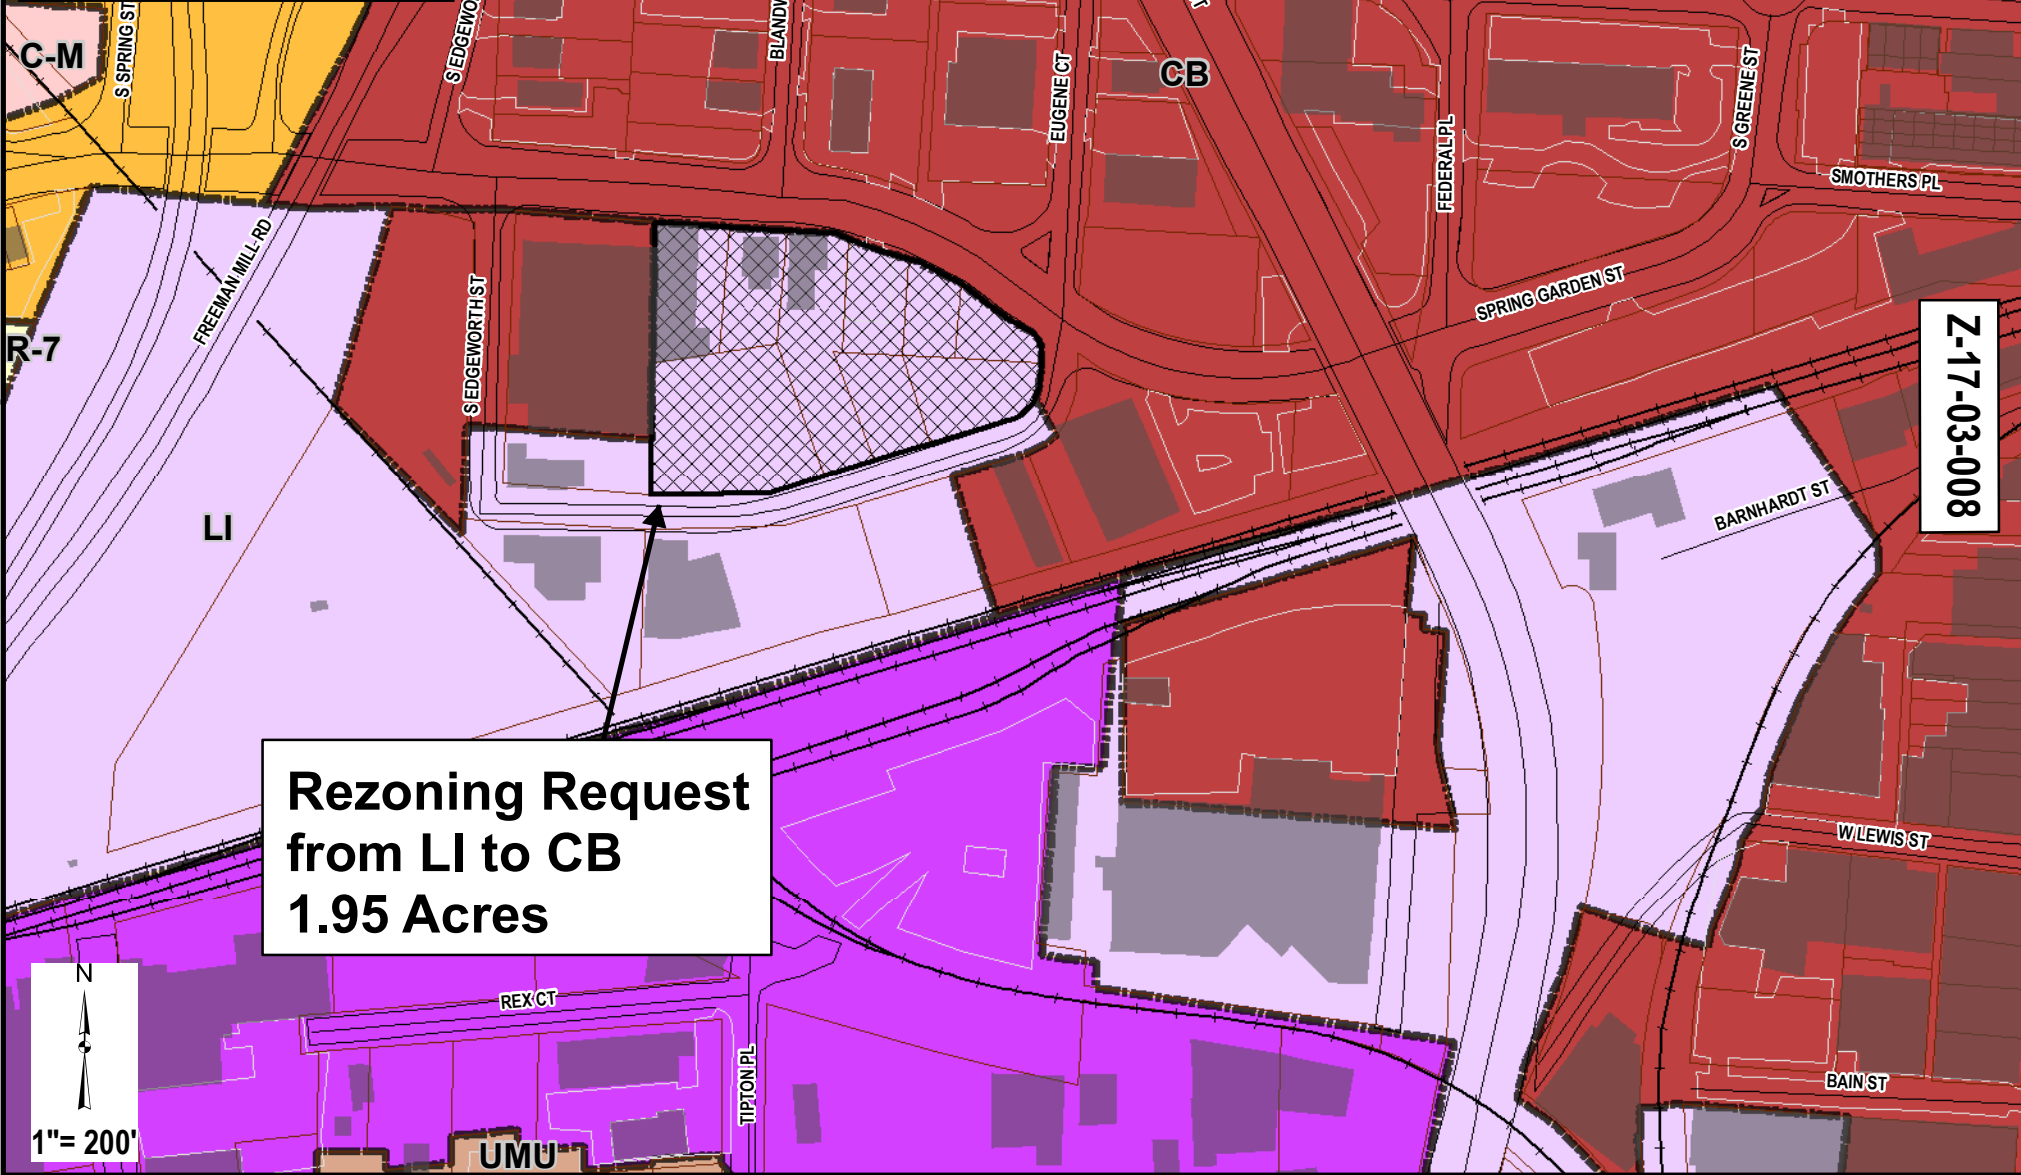 C-M
S SPRING ST
S EDGEWO
BLANDW
EUGENE CT
CB
FEDERAL PL
S GREENE ST
SMOTHERS PL
FREEMAN MILL RD
S EDGEWORTH ST
SPRING GARDEN ST
R-7
Z-17-03-008
LI
BARNHARDT ST
Rezoning Request
from LI to CB
1.95 Acres
W LEWIS ST
N
1"= 200'
REX CT
TIPTON PL
BAIN ST
UMU